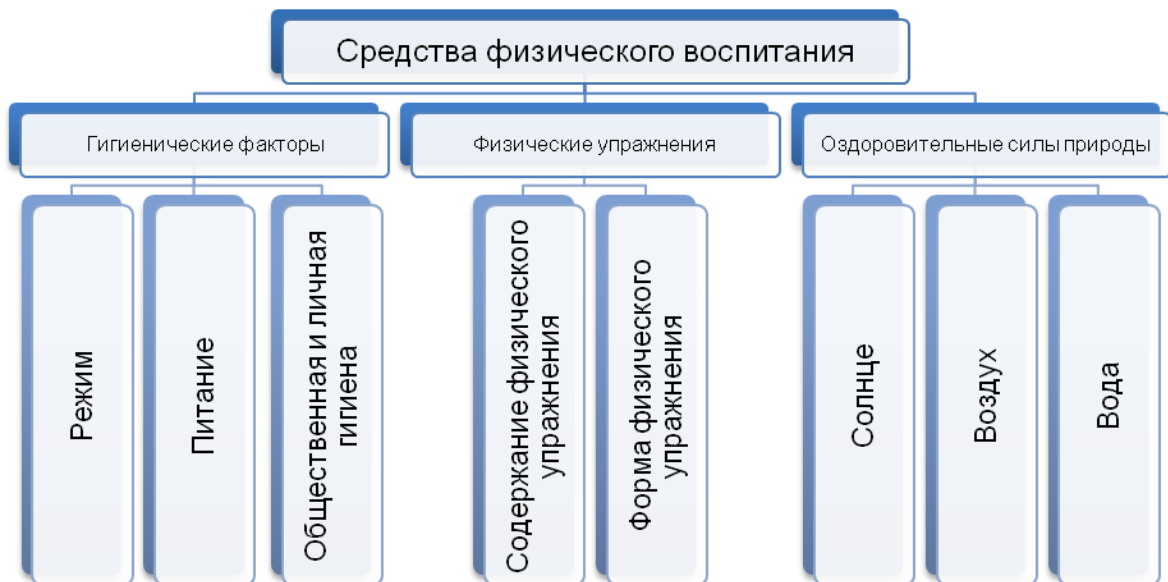 Средства физического воспитания
Гигиенические факторы
Физические упражнения
Оздоровительные силы природы
Режим
Питание
Общественная и личная
гигиена
Содержание физического
упражнения
Форма физического
упражнения
Солнце
Воздух
Вода